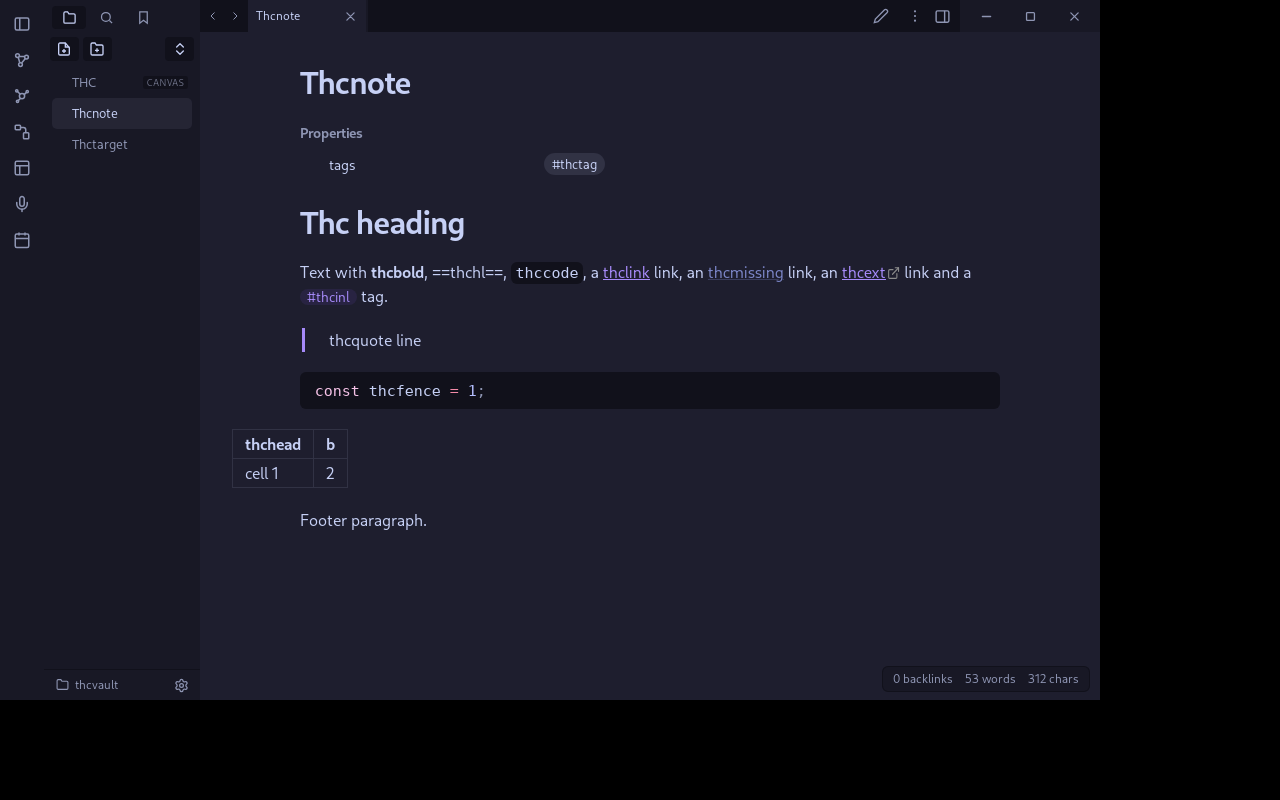 Thcnote
THC CANVAS
Thcnote
Thctarget
thcvault
Thcnote
Properties
tags #thctag
Thc heading
Text with thcbold, ==thchl==, thccode, a thclink link, an thcmissing link, an thcext link and a
#thcinl tag.
thcquote line
const thcfence = 1;
thchead b
cell 1 2
Footer paragraph.
0 backlinks 53 words 312 chars